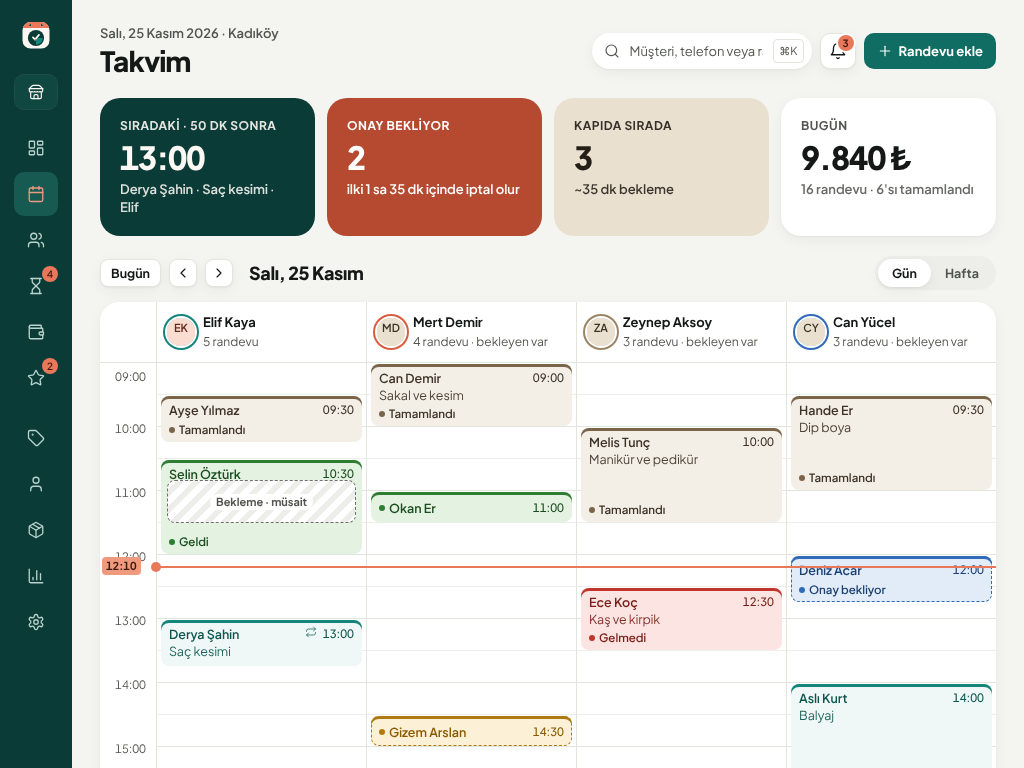 Salı, 25 Kasım 2026 · Kadıköy
Takvim
Müşteri, telefon veya r
⌘K
3
+ Randevu ekle
SIRADAKİ · 50 DK SONRA
13:00
Derya Şahin · Saç kesimi ·
Elif
ONAY BEKLİYOR
2
ilki 1 sa 35 dk içinde iptal olur
KAPIDA SIRADA
3
~35 dk bekleme
BUGÜN
9.840 ₺
16 randevu · 6'sı tamamlandı
4
2
Bugün
Salı, 25 Kasım
Gün
Hafta
EK
Elif Kaya
5 randevu
MD
Mert Demir
4 randevu · bekleyen var
ZA
Zeynep Aksoy
3 randevu · bekleyen var
CY
Can Yücel
3 randevu · bekleyen var
09:00
10:00
11:00
12:00
12:10
13:00
14:00
15:00
Ayşe Yılmaz 09:30
Tamamlandı
Selin Öztürk 10:30
Bekleme · müsait
Geldi
Derya Şahin 13:00
Saç kesimi
Can Demir 09:00
Sakal ve kesim
Tamamlandı
Okan Er 11:00
Gizem Arslan 14:30
Melis Tunç 10:00
Manikür ve pedikür
Tamamlandı
Ece Koç 12:30
Kaş ve kirpik
Gelmedi
Hande Er 09:30
Dip boya
Tamamlandı
Deniz Acar 12:00
Onay bekliyor
Aslı Kurt 14:00
Balyaj